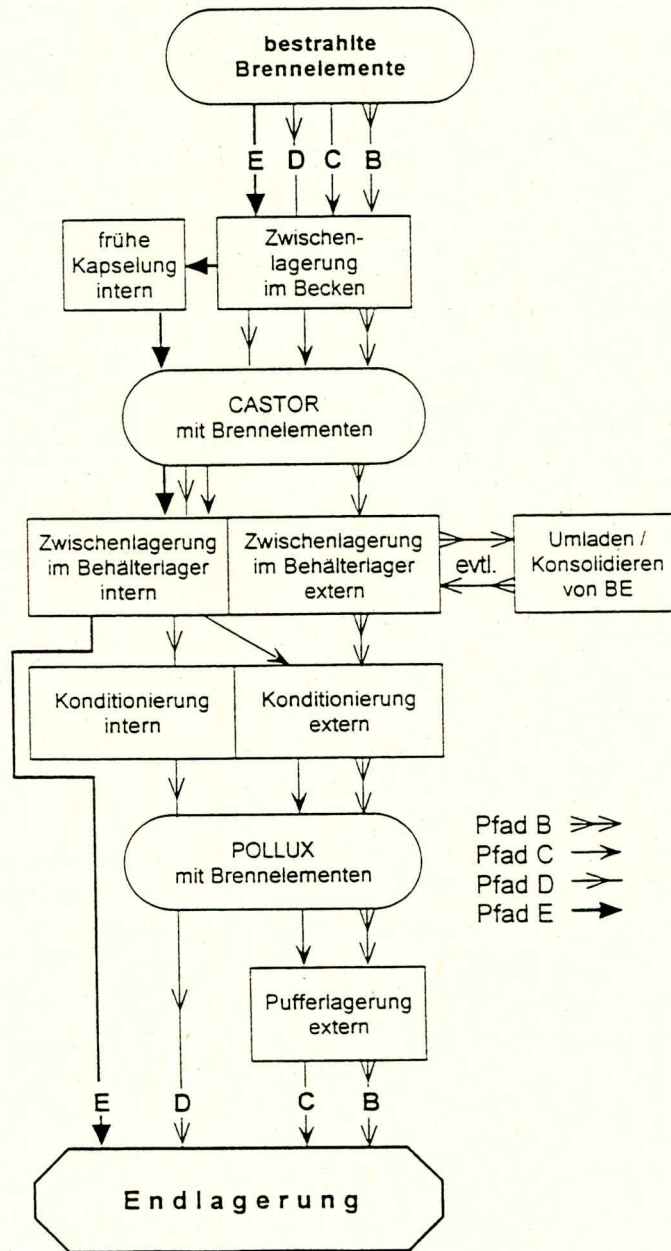 bestrahlte
Brennelemente
E D C B
frühe
Kapselung
intern
Zwischen-
lagerung
im Becken
CASTOR
mit Brennelementen
Zwischenlagerung
im Behälterlager
intern
Zwischenlagerung
im Behälterlager
extern
evtl.
Umladen /
Konsolidieren
von BE
Konditionierung
intern
Konditionierung
extern
POLLUX
mit Brennelementen
Pfad B
Pfad C
Pfad D
Pfad E
Pufferlagerung
extern
E D C B
Endlagerung